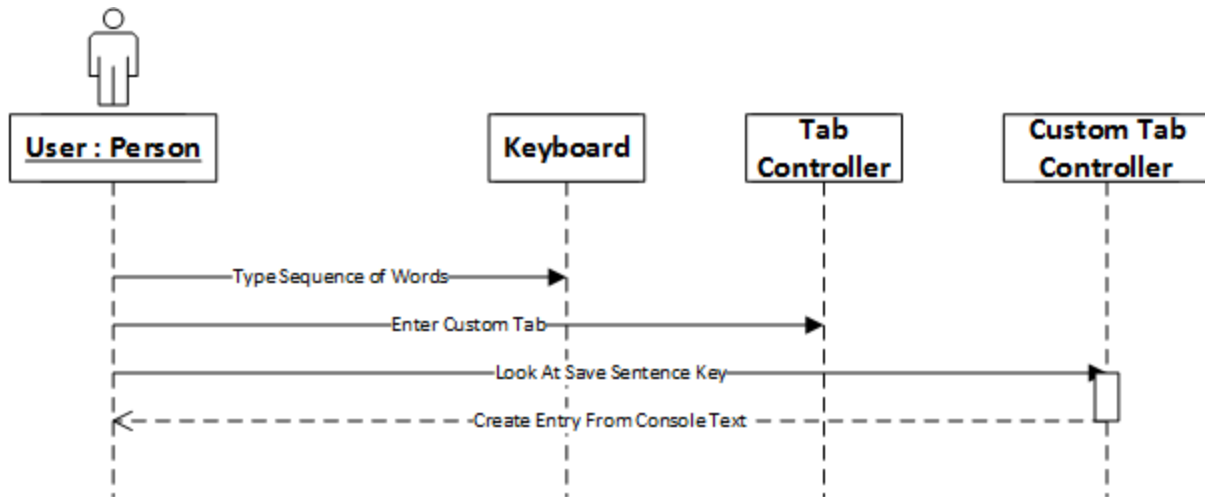 User : Person
Keyboard
Tab
Controller
Custom Tab
Controller
Type Sequence of Words
Enter Custom Tab
Look At Save Sentence Key
Create Entry From Console Text